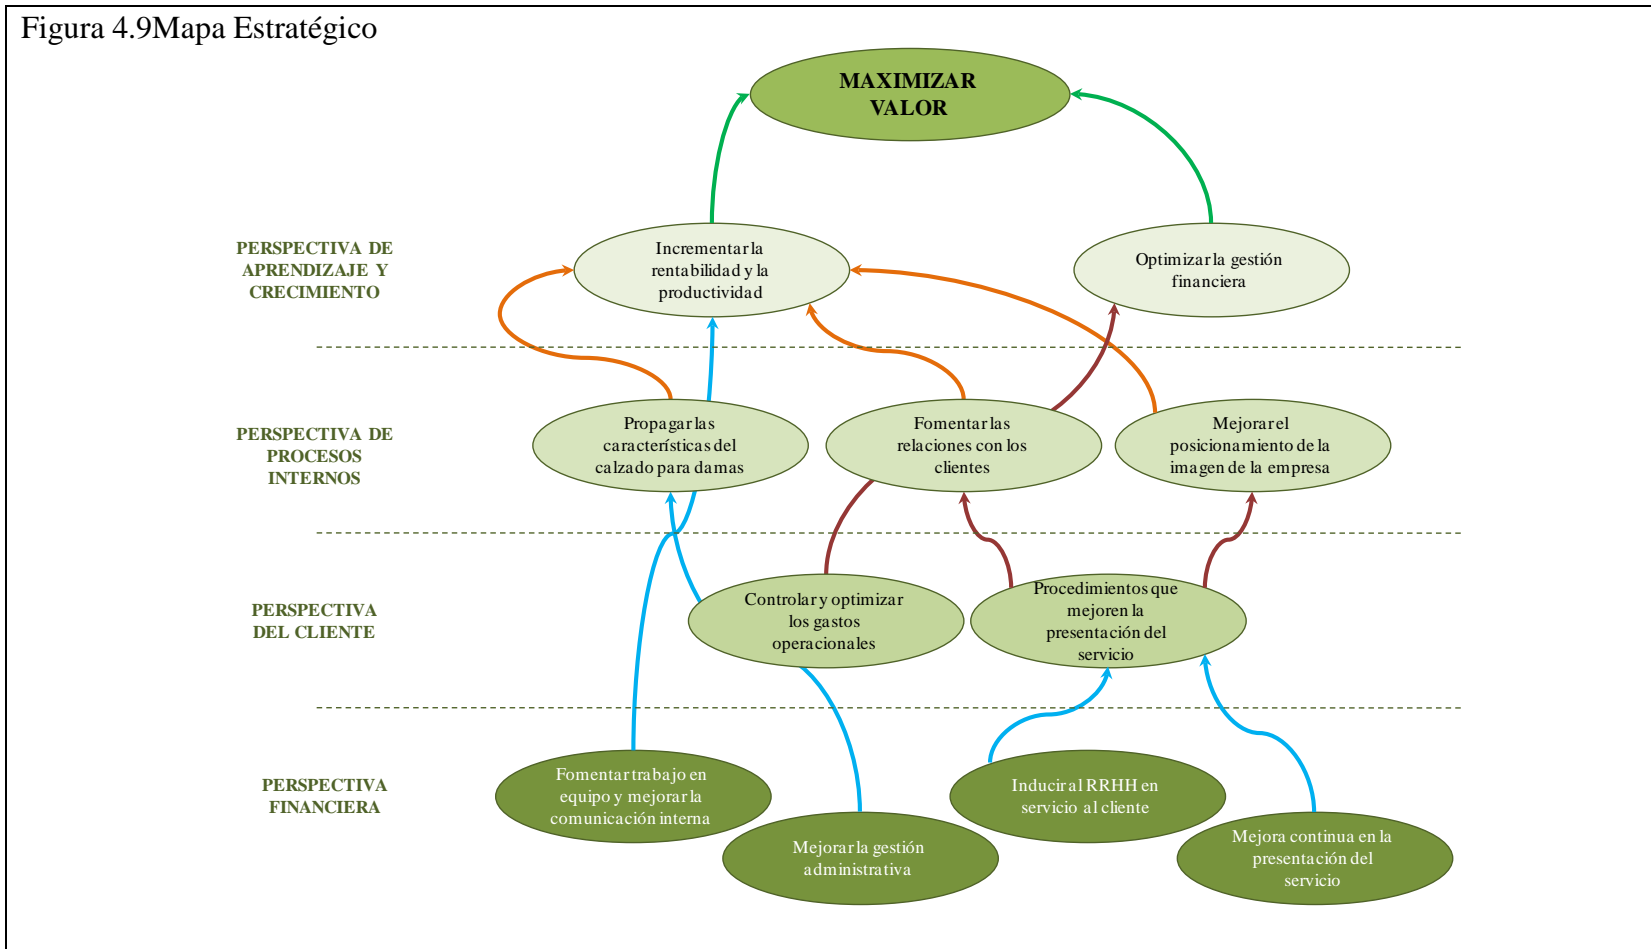 Figura 4.9Mapa Estratégico
MAXIMIZAR
VALOR
PERSPECTIVA DE
APRENDIZAJE Y
CRECIMIENTO
Incrementar la
rentabilidad y la
productividad
Optimizar la gestión
financiera
PERSPECTIVA DE
PROCESOS
INTERNOS
Propagar las
características del
calzado para damas
Fomentar las
relaciones con los
clientes
Mejorar el
posicionamiento de la
imagen de la empresa
PERSPECTIVA
DEL CLIENTE
Controlar y optimizar
los gastos
operacionales
Procedimientos que
mejoren la
presentación del
servicio
PERSPECTIVA
FINANCIERA
Fomentar trabajo en
equipo y mejorar la
comunicación interna
Mejorar la gestión
administrativa
Inducir al RRHH en
servicio al cliente
Mejora continua en la
presentación del
servicio